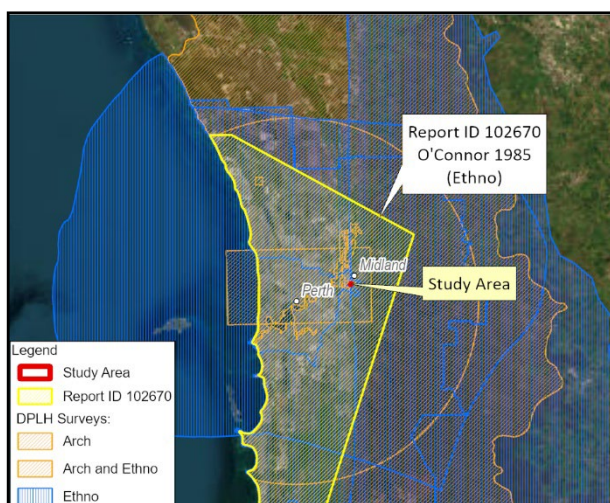 Report ID 102670
O'Connor 1985
(Ethno)
Midland
Study Area
Perth
Legend
Study Area
Report ID 102670
DPLH Surveys:
Arch
Arch and Ethno
Ethno